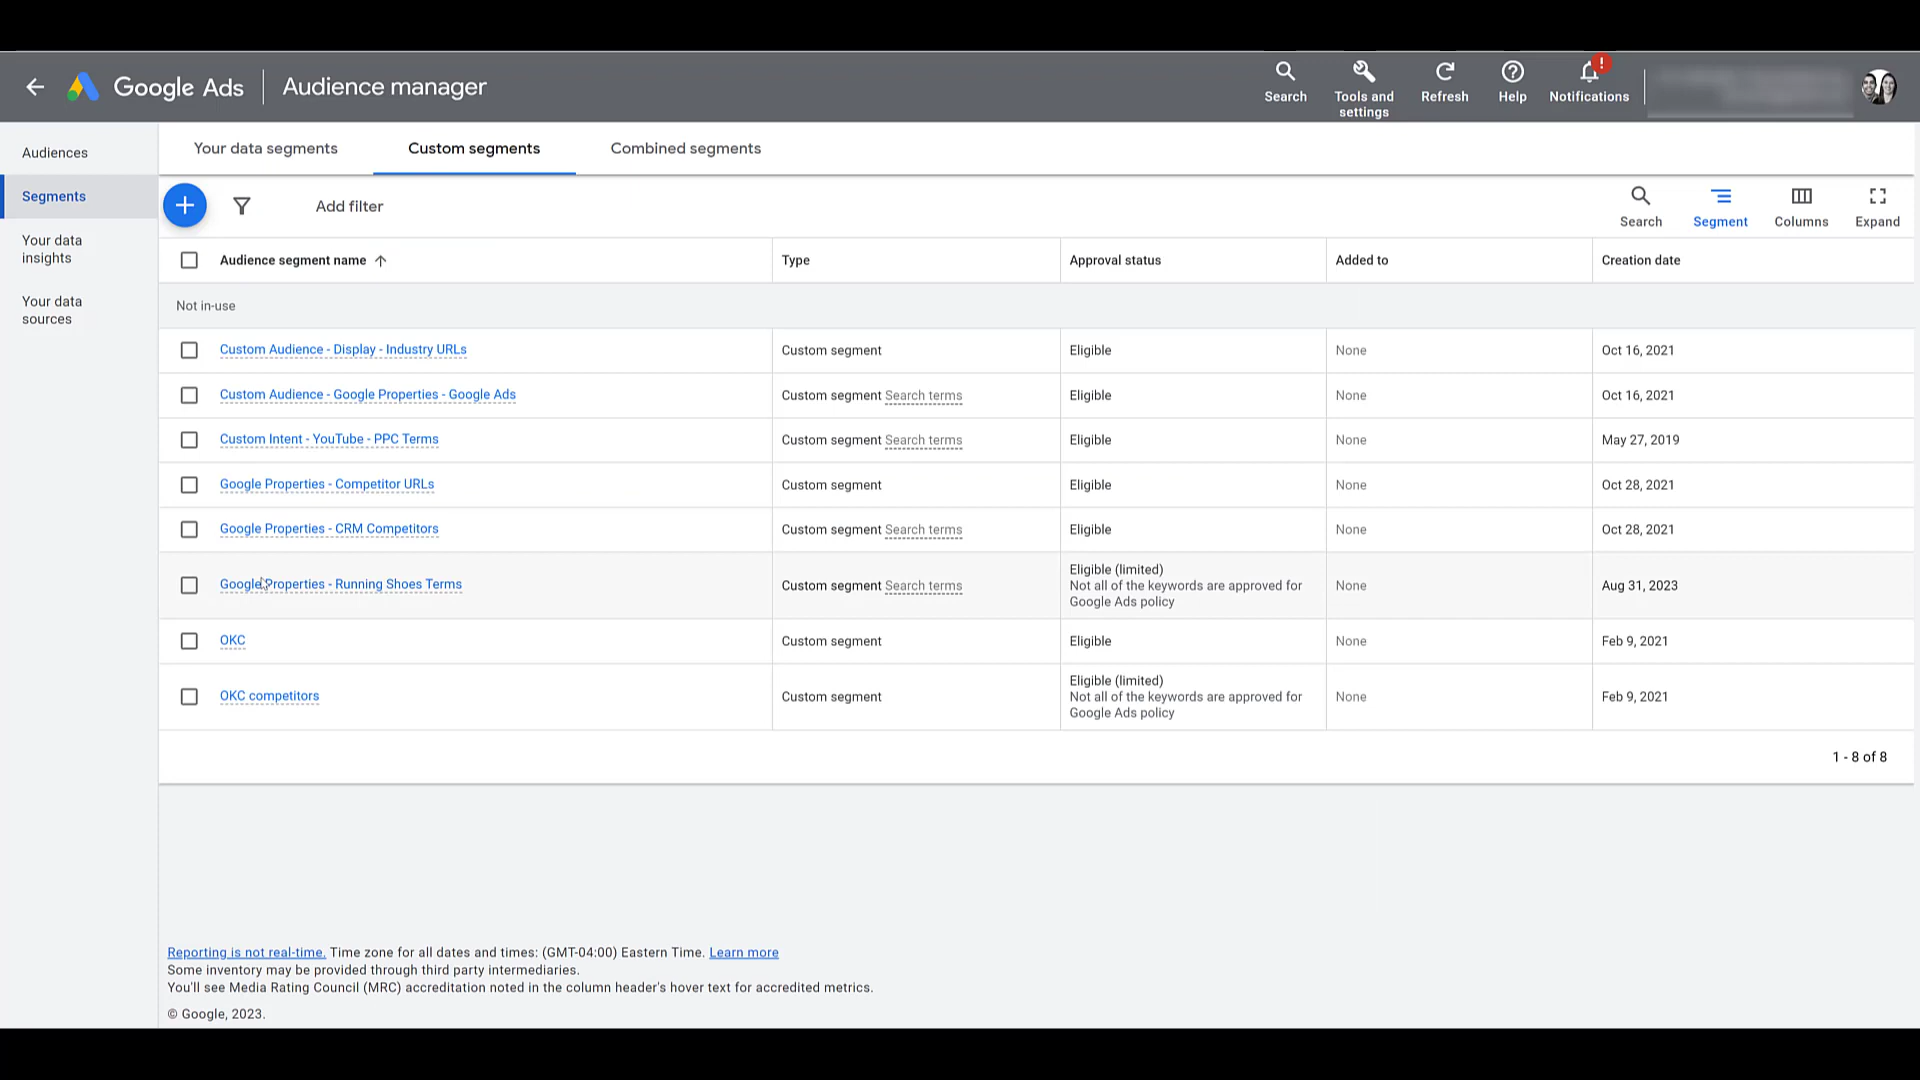 Google Ads
Audience manager
Search
Tools and
settings
Refresh
Help
!
Notifications
Audiences
Segments
Your data
insights
Your data
sources
Your data segments
Custom segments
Combined segments
Add filter
Search
Segment
Columns
Expand
Audience segment name
Type
Approval status
Added to
Creation date
Not in-use
Custom Audience - Display - Industry URLs
Custom segment
Eligible
None
Oct 16, 2021
Custom Audience - Google Properties - Google Ads
Custom segment Search terms
Eligible
None
Oct 16, 2021
Custom Intent - YouTube - PPC Terms
Custom segment Search terms
Eligible
None
May 27, 2019
Google Properties - Competitor URLs
Custom segment
Eligible
None
Oct 28, 2021
Google Properties - CRM Competitors
Custom segment Search terms
Eligible
None
Oct 28, 2021
Google Properties - Running Shoes Terms
Custom segment Search terms
Eligible (limited)
Not all of the keywords are approved for
Google Ads policy
None
Aug 31, 2023
OKC
Custom segment
Eligible
None
Feb 9, 2021
OKC competitors
Custom segment
Eligible (limited)
Not all of the keywords are approved for
Google Ads policy
None
Feb 9, 2021
1 - 8 of 8
Reporting is not real-time. Time zone for all dates and times: (GMT-04:00) Eastern Time. Learn more
Some inventory may be provided through third party intermediaries.
You'll see Media Rating Council (MRC) accreditation noted in the column header's hover text for accredited metrics.
© Google, 2023.